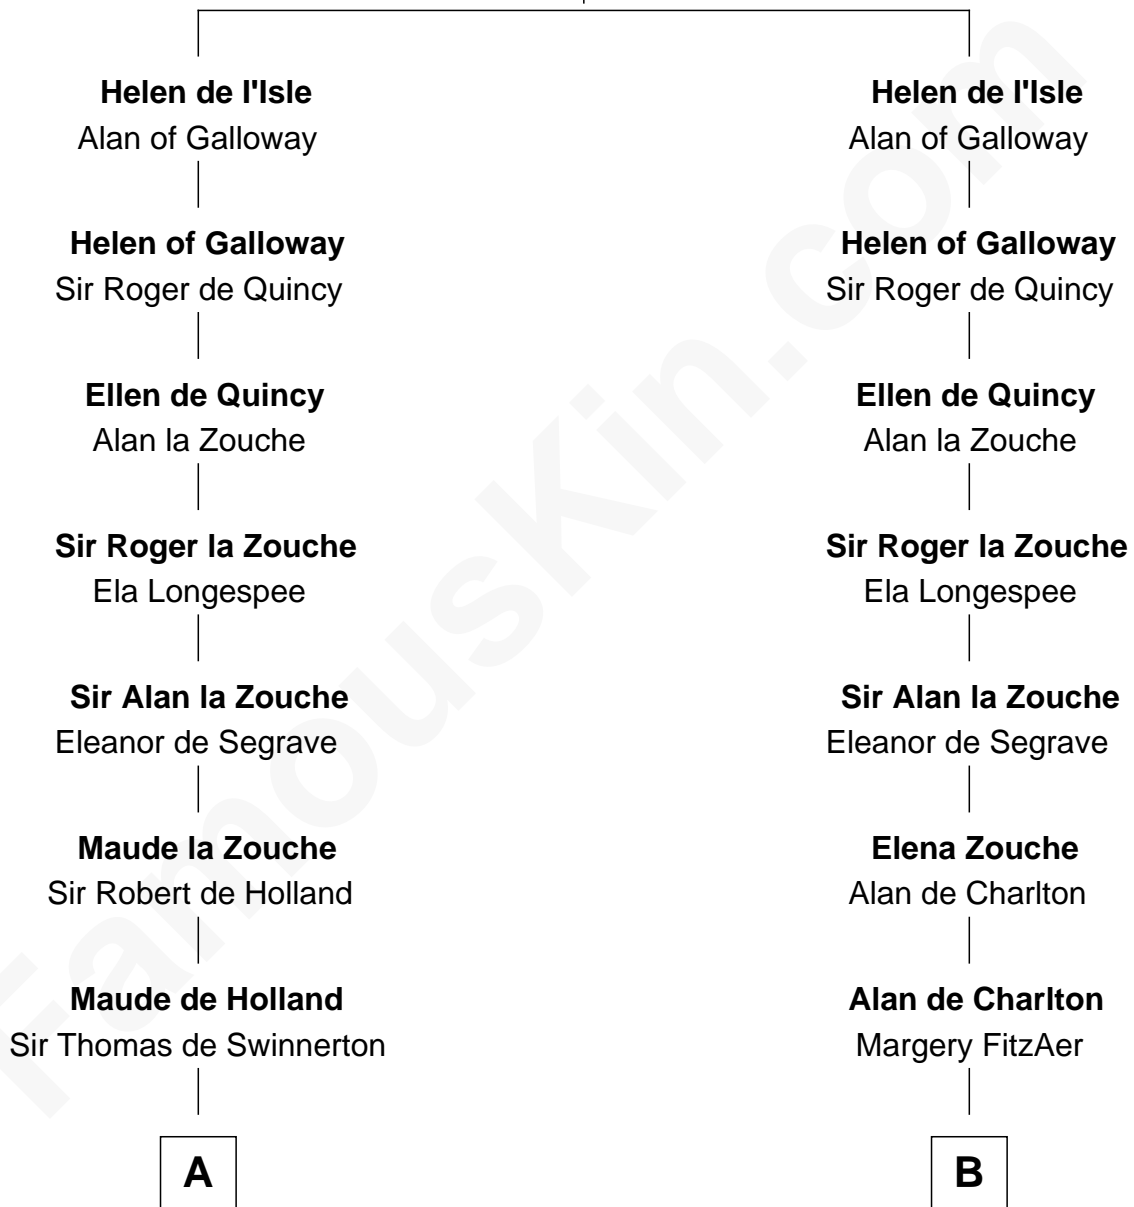 Helen de l'Isle
Alan of Galloway
Helen of Galloway
Sir Roger de Quincy
Ellen de Quincy
Alan la Zouche
Sir Roger la Zouche
Ela Longespee
Sir Alan la Zouche
Eleanor de Segrave
Maude la Zouche
Sir Robert de Holland
Maude de Holland
Sir Thomas de Swinnerton
A
Helen de l'Isle
Alan of Galloway
Helen of Galloway
Sir Roger de Quincy
Ellen de Quincy
Alan la Zouche
Sir Roger la Zouche
Ela Longespee
Sir Alan la Zouche
Eleanor de Segrave
Elena Zouche
Alan de Charlton
Alan de Charlton
Margery FitzAer
B
FamousKin.com